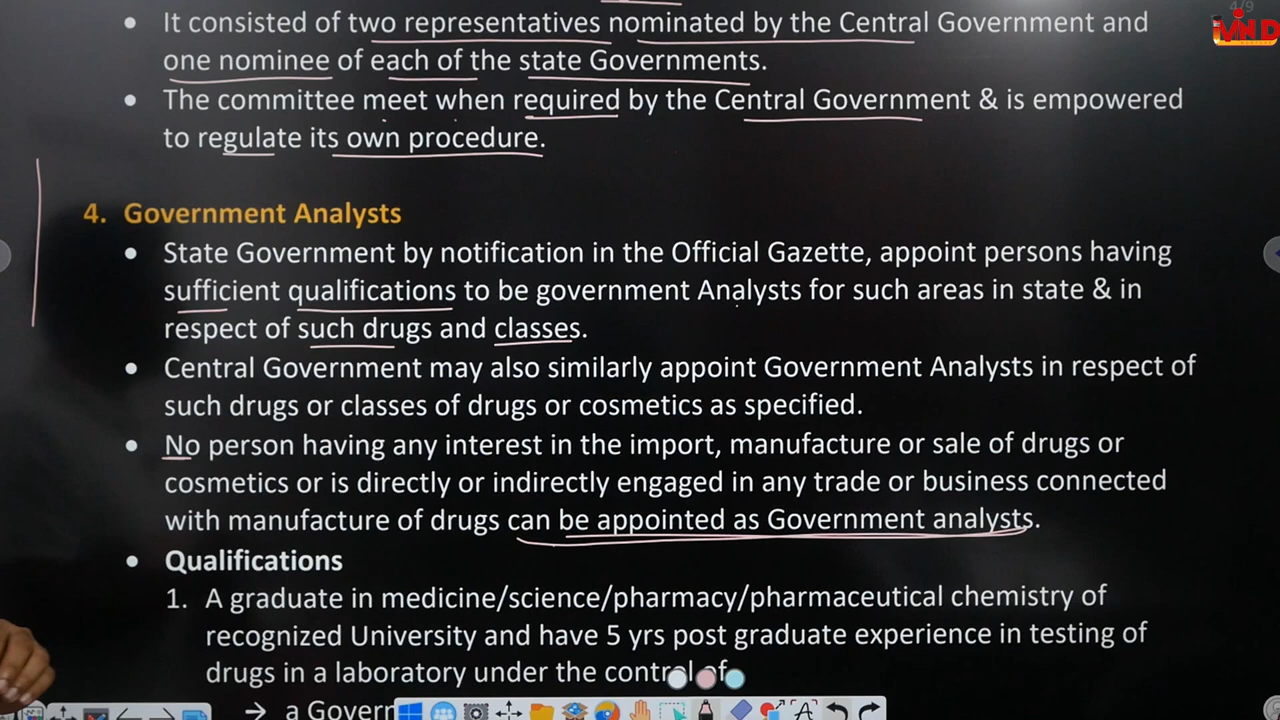 4/9
• It consisted of two representatives nominated by the Central Government and
one nominee of each of the state Governments.
• The committee meet when required by the Central Government & is empowered
to regulate its own procedure.
4. Government Analysts
• State Government by notification in the Official Gazette, appoint persons having
sufficient qualifications to be government Analysts for such areas in state & in
respect of such drugs and classes.
• Central Government may also similarly appoint Government Analysts in respect of
such drugs or classes of drugs or cosmetics as specified.
• No person having any interest in the import, manufacture or sale of drugs or
cosmetics or is directly or indirectly engaged in any trade or business connected
with manufacture of drugs can be appointed as Government analysts.
• Qualifications
1. A graduate in medicine/science/pharmacy/pharmaceutical chemistry of
recognized University and have 5 yrs post graduate experience in testing of
drugs in a laboratory under the control of
→ a Govern